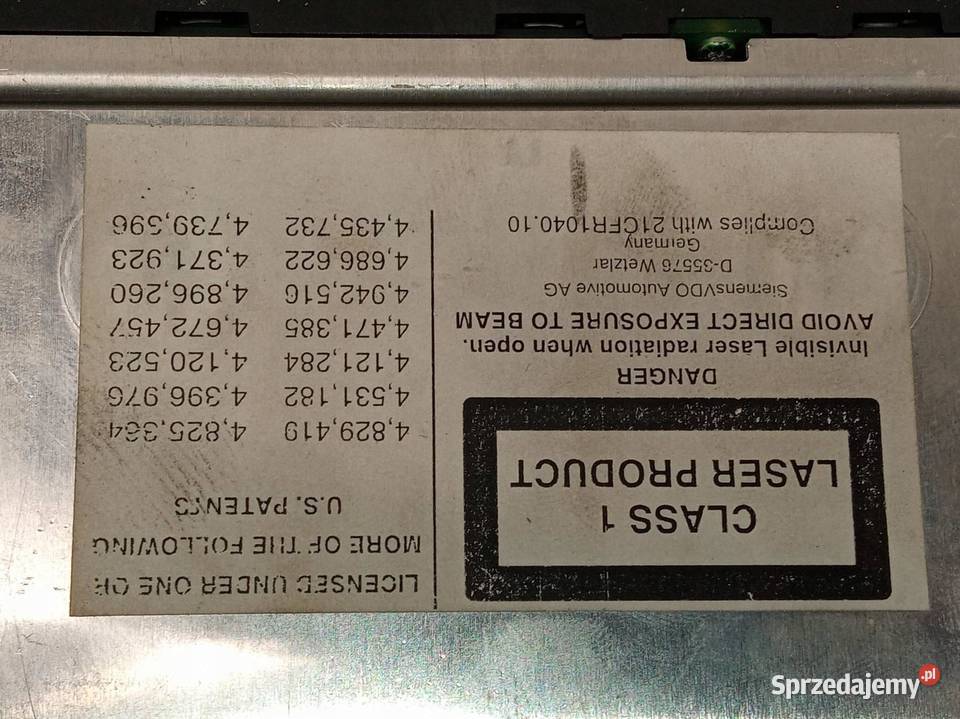 CLASS 1
LASER PRODUCT
DANGER
Invisible Laser radiation when open.
AVOID DIRECT EXPOSURE TO BEAM
SiemensVDO Automotive AG
D-35576 Wetzlar
Germany
Complies with 21CFR1040.10
LICENSED UNDER ONE OR
MORE OF THE FOLLOWING
U.S. PATENTS
4,829,419 4,825,364
4,531,182 4,396,976
4,121,284 4,120,523
4,471,385 4,672,457
4,942,516 4,896,260
4,686,622 4,371,923
4,435,732 4,739,396
Sprzedajemy.pl